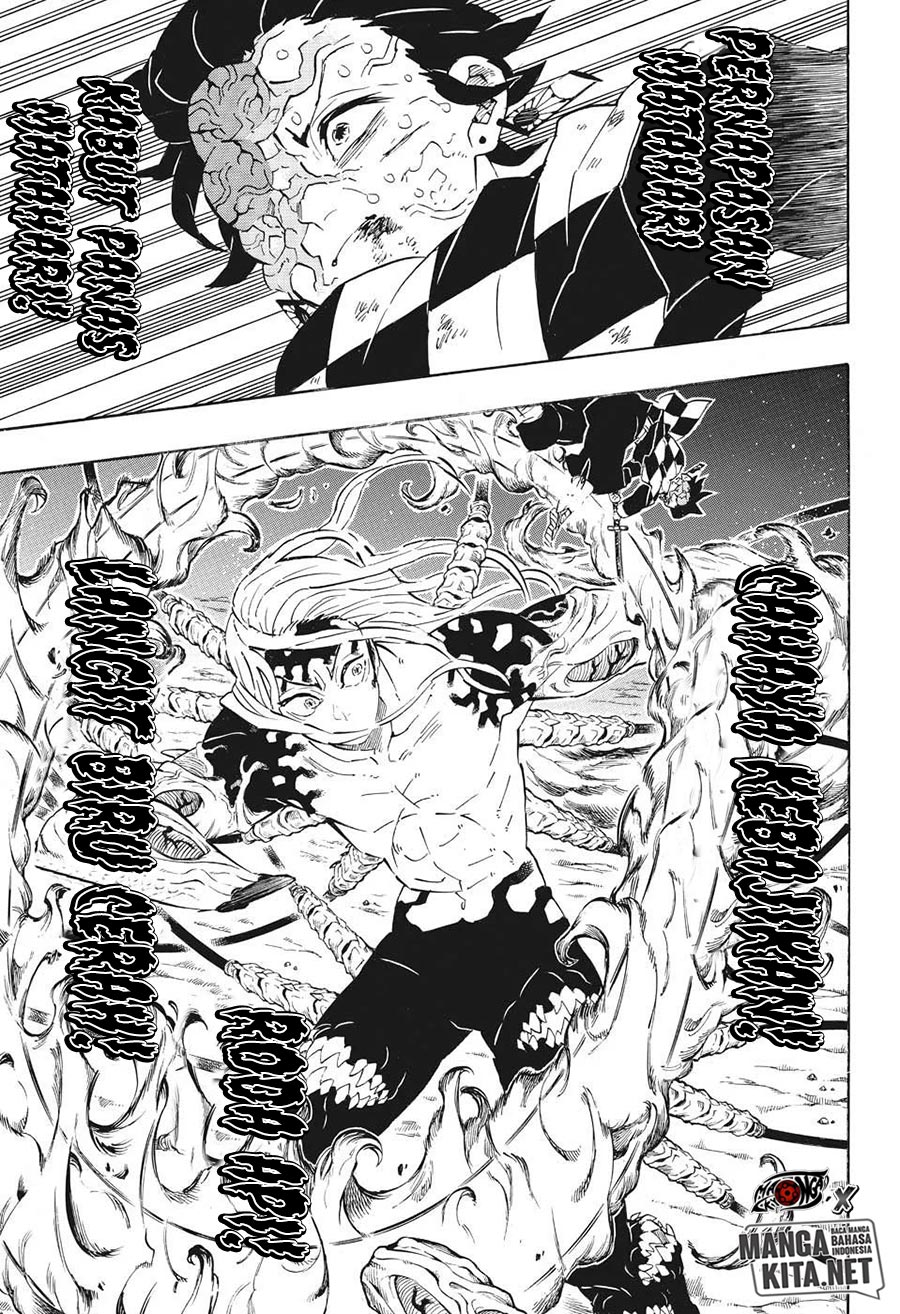 PERNAPASAN
MATAHARI
KABUT PANAS
MATAHARI!
CAHAYA KEBAJIKAN!
LANGIT BIRU CERAH!
RODA API!
X
BACA MANGA
BAHASA
INDONESIA
MANGA
KITA.NET